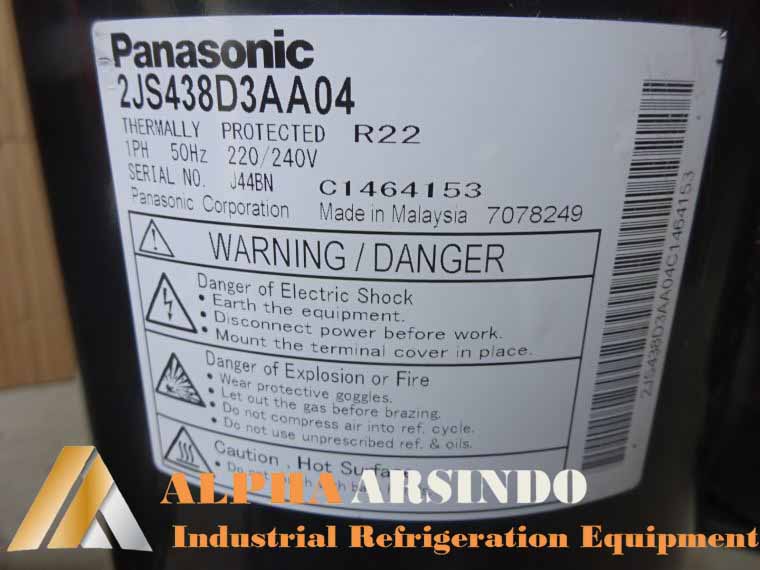 Panasonic
2JS438D3AA04
THERMALLY PROTECTED R22
1PH 50Hz 220/240V
SERIAL NO. J44BN C1464153
Panasonic Corporation Made in Malaysia 7078249
WARNING / DANGER
Danger of Electric Shock
• Earth the equipment.
• Disconnect power before work.
• Mount the terminal cover in place.
Danger of Explosion or Fire
• Wear protective goggles.
• Let out the gas before brazing.
• Do not compress air into ref. cycle.
• Do not use unprescribed ref. & oils.
Caution, Hot Surface
• Do not
2JS438D3AA04C1464153
ALPHA ARSINDO
Industrial Refrigeration Equipment